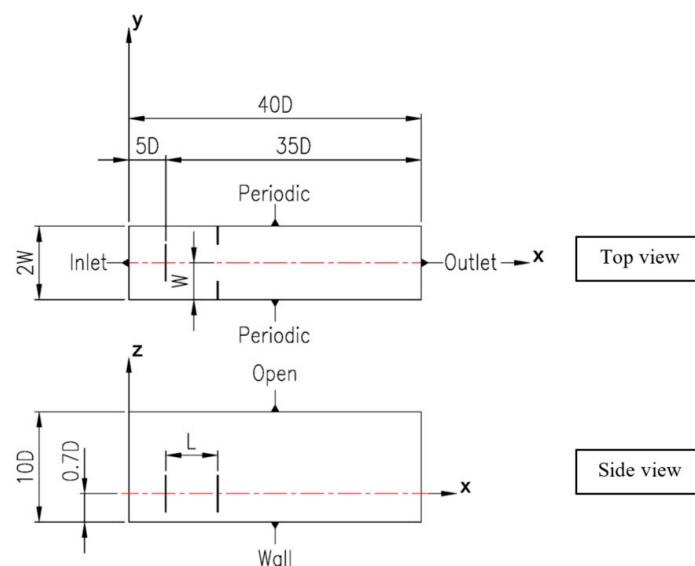 y
40D
5D
35D
Periodic
2W
Inlet
W
Outlet
x
Top view
Periodic
z
Open
10D
0.7D
L
x
Side view
Wall